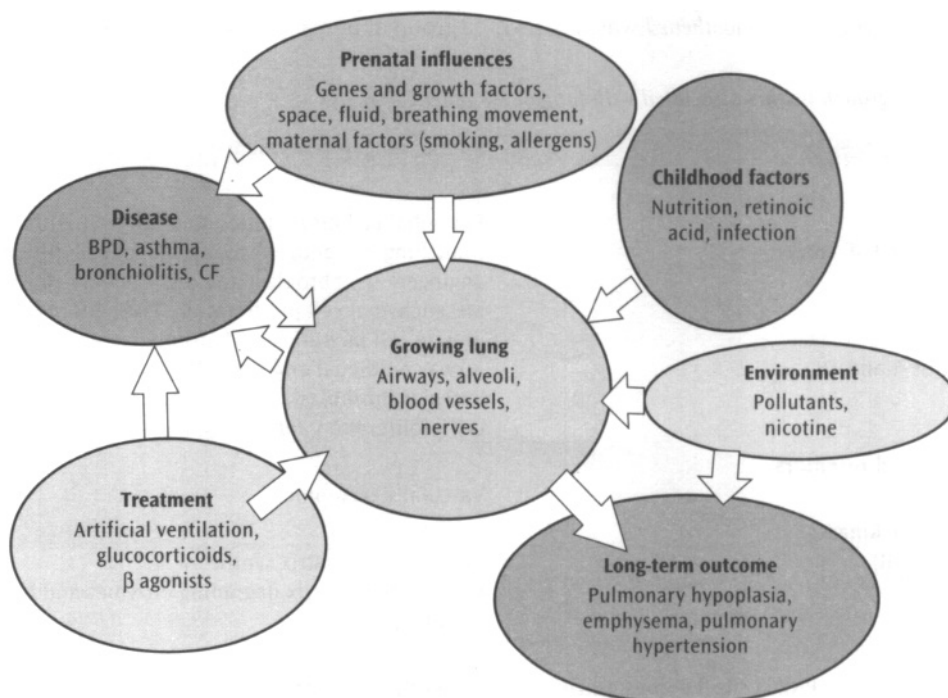 Prenatal influences
Genes and growth factors,
space, fluid, breathing movement,
maternal factors (smoking, allergens)
Childhood factors
Nutrition, retinoic
acid, infection
Disease
BPD, asthma,
bronchiolitis, CF
Growing lung
Airways, alveoli,
blood vessels,
nerves
Environment
Pollutants,
nicotine
Treatment
Artificial ventilation,
glucocorticoids,
β agonists
Long-term outcome
Pulmonary hypoplasia,
emphysema, pulmonary
hypertension